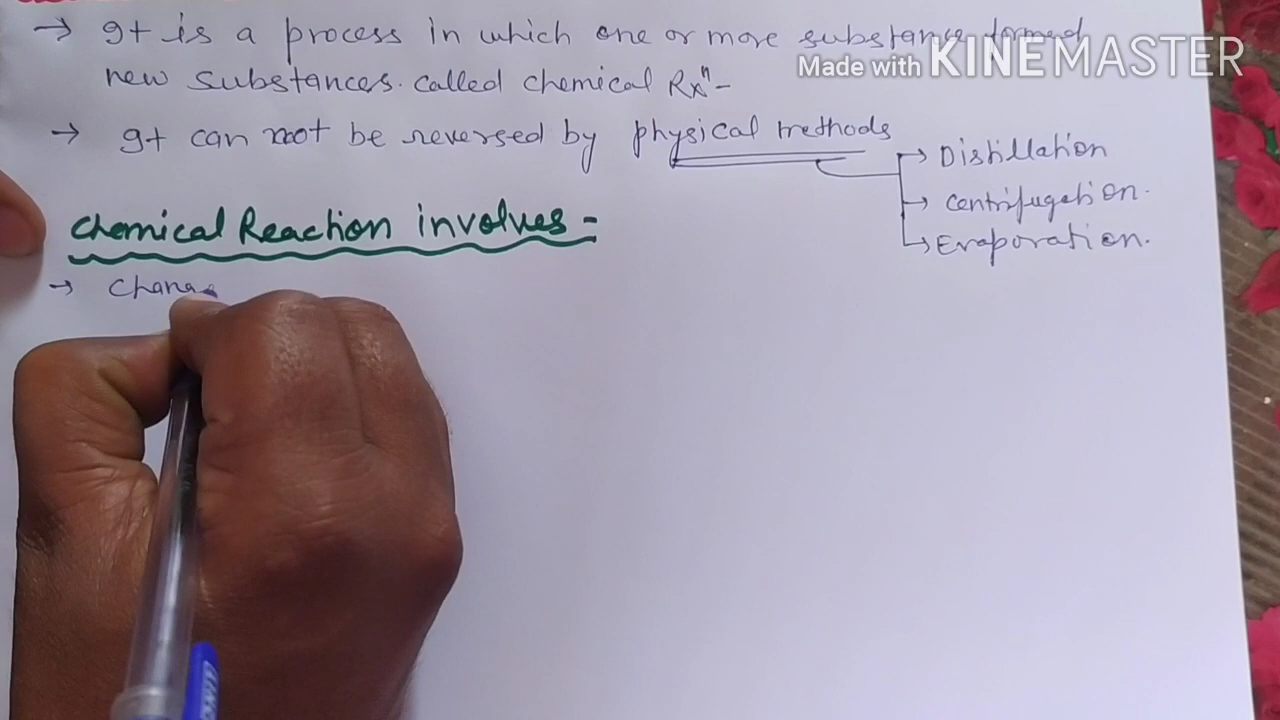 → It is a process in which one or more substance formed
Made with KINEMASTER
new substances. called chemical Rxⁿ-
→ It can not be reversed by physical methods
→ Distillation
→ centrifugation.
→ Evaporation.
Chemical Reaction involves -
→ Chang